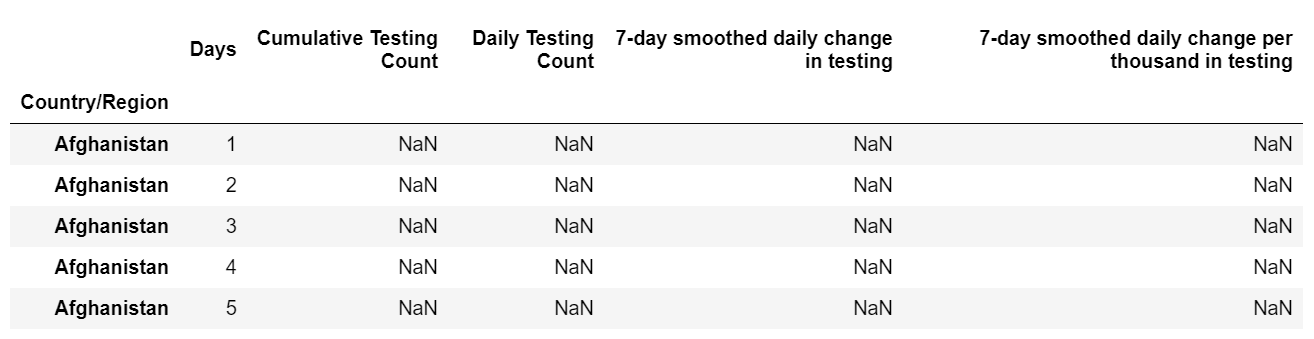 Days Cumulative Testing Count Daily Testing Count 7-day smoothed daily change in testing 7-day smoothed daily change per thousand in testing
Country/Region
Afghanistan 1 NaN NaN NaN NaN
Afghanistan 2 NaN NaN NaN NaN
Afghanistan 3 NaN NaN NaN NaN
Afghanistan 4 NaN NaN NaN NaN
Afghanistan 5 NaN NaN NaN NaN